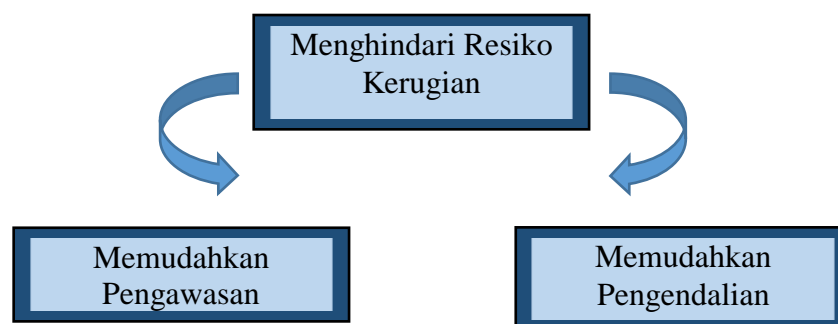 Menghindari Resiko
Kerugian
Memudahkan
Pengawasan
Memudahkan
Pengendalian